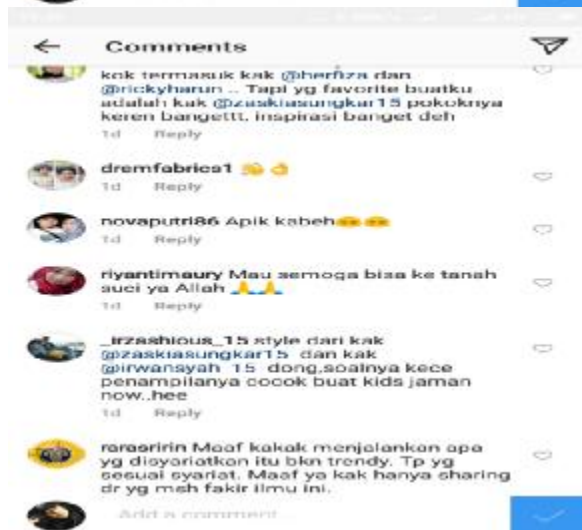 Comments
kok termasuk kak @herfiza dan
@rickyharun .. Tapi yg favorite buatku
adalah kak @zaskiasungkar15 pokoknya
keren bangettt, inspirasi banget deh
1d Reply
dremfabrics1
1d Reply
novaputri86 Apik kabeh
1d Reply
riyantimaury Mau semoga bisa ke tanah
suci ya Allah 🙏🙏
1d Reply
_irzashious_15 style dari kak
@zaskiasungkar15 dan kak
@irwansyah_15 dong,soalnya kece
penampilanya cocok buat kids jaman
now..hee
1d Reply
rarasririn Maaf kakak menjalankan apa
yg disyariatkan itu bkn trendy. Tp yg
sesuai syariat. Maaf ya kak hanya sharing
dr yg msh fakir ilmu ini.
Add a comment...